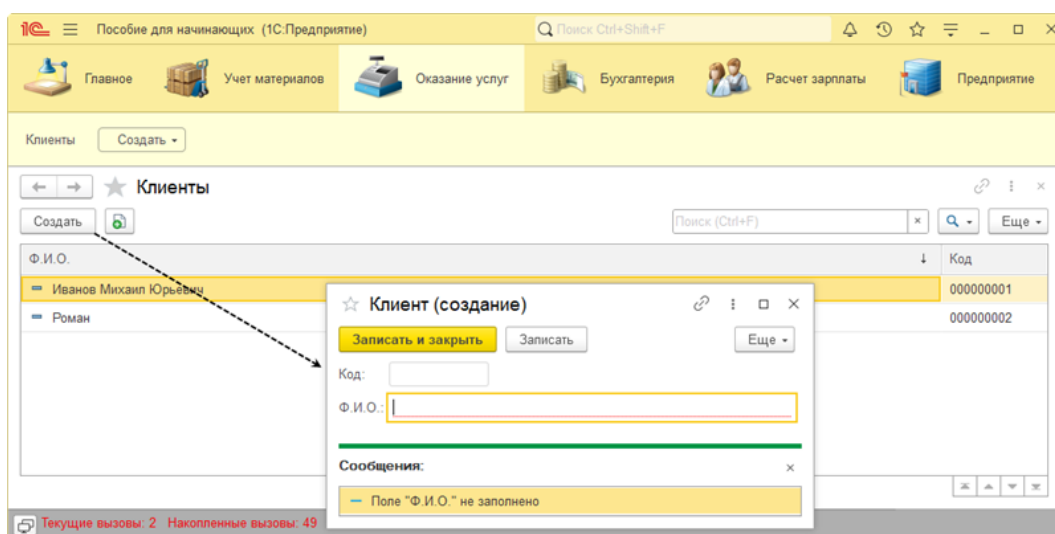 1С Пособие для начинающих (1С:Предприятие) Поиск Ctrl+Shift+F
Главное Учет материалов Оказание услуг Бухгалтерия Расчет зарплаты Предприятие
Клиенты Создать
Клиенты
Создать Поиск (Ctrl+F) × Еще
Ф.И.О. ↓ Код
Иванов Михаил Юрьевич 000000001
Роман 000000002
Клиент (создание)
Записать и закрыть Записать Еще
Код:
Ф.И.О.:
Сообщения: ×
Поле "Ф.И.О." не заполнено
Текущие вызовы: 2 Накопленные вызовы: 49